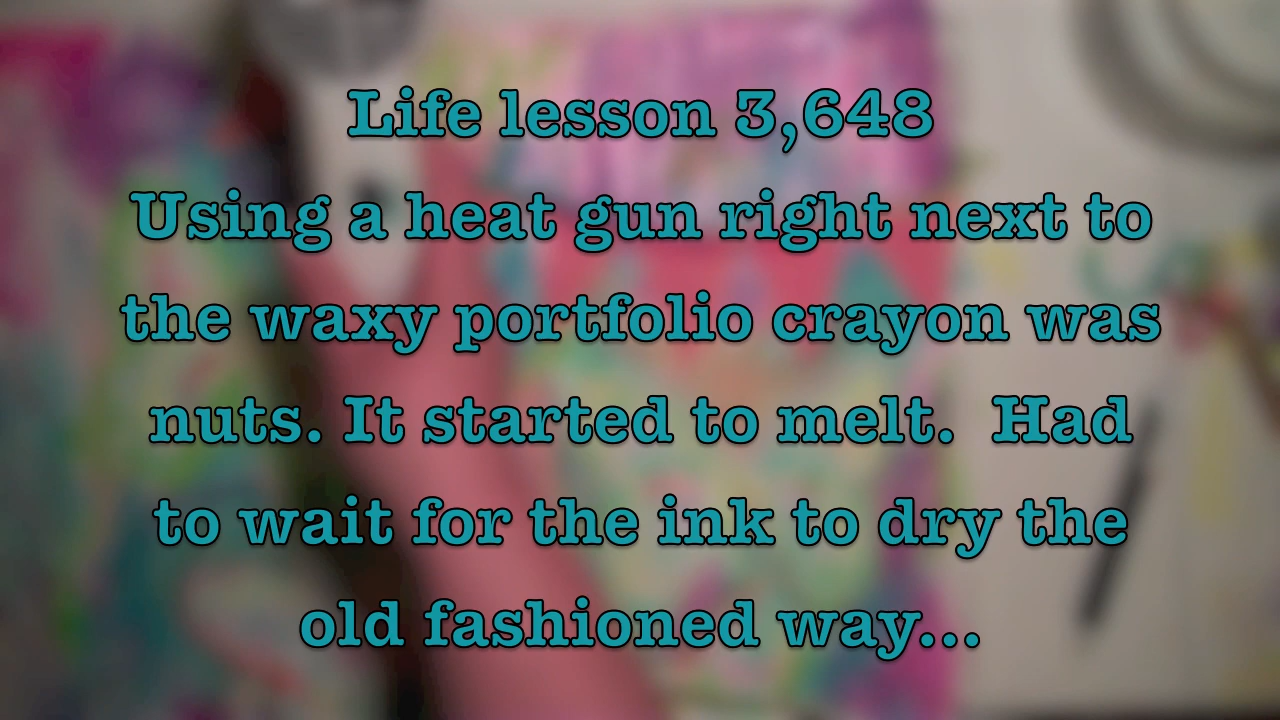 Life lesson 3,648
Using a heat gun right next to
the waxy portfolio crayon was
nuts. It started to melt.  Had
to wait for the ink to dry the
old fashioned way...